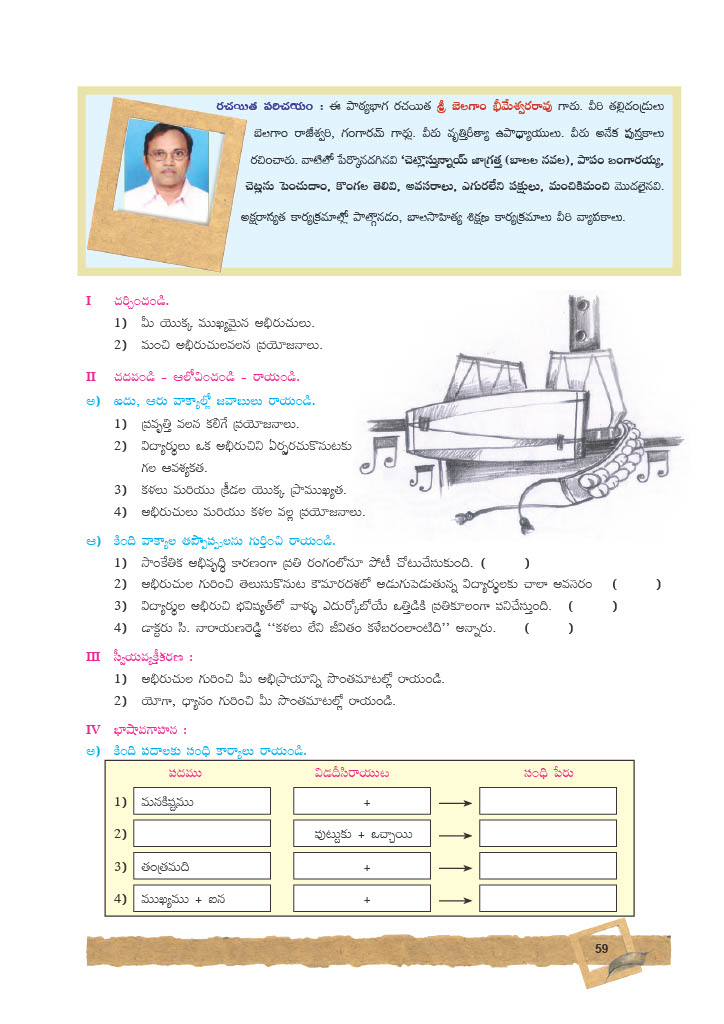 రచయిత పరిచయం : ఈ పాఠ్యభాగ రచయిత శ్రీ బెలగాం భీమేశ్వరరావు గారు. వీరి తల్లిదండ్రులు
బెలగాం రాజేశ్వరి, గంగారామ్ గార్లు. వీరు వృత్తిరీత్యా ఉపాధ్యాయులు. వీరు అనేక పుస్తకాలు
రచించారు. వాటిలో పేర్కొనదగినవి ‘చెట్లొస్తున్నాయ్ జాగ్రత్త (బాలల నవల), పాపం బంగారయ్య,
చెట్లను పెంచుదాం, కొంగల తెలివి, అవసరాలు, ఎగురలేని పక్షులు, మంచికిమంచి మొదలైనవి.
అక్షరాస్యత కార్యక్రమాల్లో పాల్గొనడం, బాలసాహిత్య శిక్షణ కార్యక్రమాలు వీరి వ్యాపకాలు.
I చర్చించండి.
1) మీ యొక్క ముఖ్యమైన అభిరుచులు.
2) మంచి అభిరుచులవలన ప్రయోజనాలు.
II చదవండి - ఆలోచించండి - రాయండి.
అ) ఐదు, ఆరు వాక్యాల్లో జవాబులు రాయండి.
1) ప్రవృత్తి వలన కలిగే ప్రయోజనాలు.
2) విద్యార్థులు ఒక అభిరుచిని ఏర్పరచుకొనుటకు
గల ఆవశ్యకత.
3) కళలు మరియు క్రీడల యొక్క ప్రాముఖ్యత.
4) అభిరుచులు మరియు కళల వల్ల ప్రయోజనాలు.
ఆ) కింది వాక్యాల తప్పొప్పులను గుర్తించి రాయండి.
1) సాంకేతిక అభివృద్ధి కారణంగా ప్రతి రంగంలోనూ పోటీ చోటుచేసుకుంది. ( )
2) అభిరుచుల గురించి తెలుసుకొనుట కౌమారదశలో అడుగుపెడుతున్న విద్యార్థులకు చాలా అవసరం ( )
3) విద్యార్థుల అభిరుచి భవిష్యత్‌లో వాళ్ళు ఎదుర్కోబోయే ఒత్తిడికి ప్రతికూలంగా పనిచేస్తుంది. ( )
4) డాక్టరు సి. నారాయణరెడ్డి ‘‘కళలు లేని జీవితం కళేబరంలాంటిది’’ అన్నారు. ( )
III స్వీయవ్యక్తీకరణ :
1) అభిరుచుల గురించి మీ అభిప్రాయాన్ని సొంతమాటల్లో రాయండి.
2) యోగా, ధ్యానం గురించి మీ సొంతమాటల్లో రాయండి.
IV భాషావగాహన :
అ) కింది పదాలకు సంధి కార్యాలు రాయండి.
పదము విడదీసిరాయుట సంధి పేరు
1) మనకిష్టము +
2) పుట్టుకు + ఒచ్చాయి
3) తంత్రమది +
4) ముఖ్యము + ఐన +
59